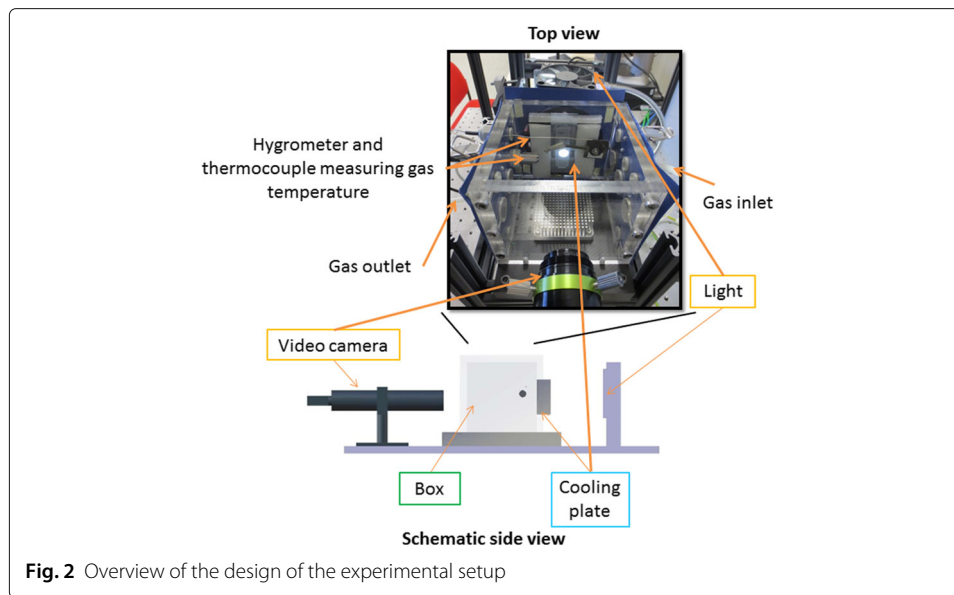 Top view
Hygrometer and
thermocouple measuring gas
temperature
Gas inlet
Gas outlet
Light
Video camera
Box
Cooling
plate
Schematic side view
Fig. 2 Overview of the design of the experimental setup